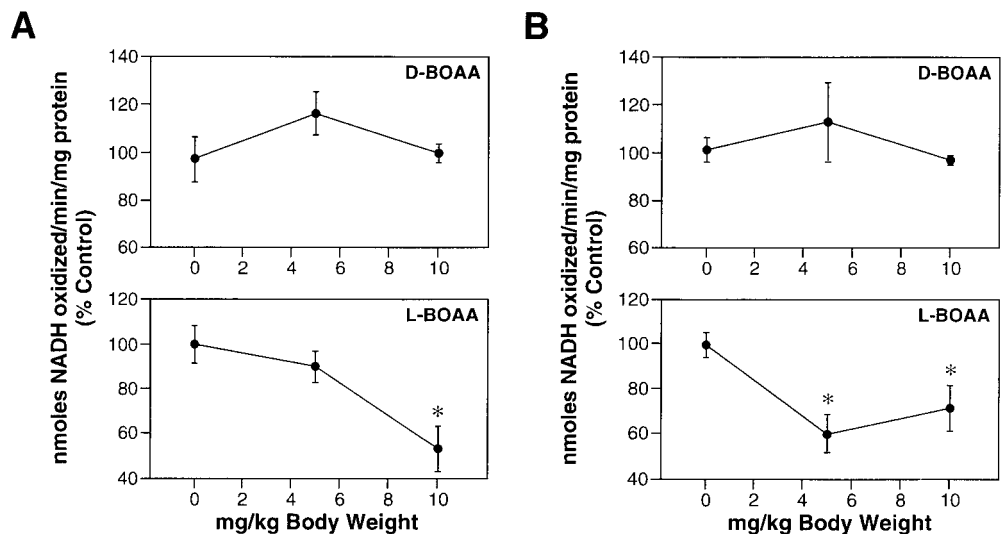 A
nmoles NADH oxidized/min/mg protein
(% Control)
140
120
100
80
60
D-BOAA
0 2 4 6 8 10
120
100
80
60
40
L-BOAA
*
0 2 4 6 8 10
mg/kg Body Weight
B
nmoles NADH oxidized/min/mg protein
(% Control)
140
120
100
80
60
D-BOAA
0 2 4 6 8 10
120
100
80
60
40
L-BOAA
* *
0 2 4 6 8 10
mg/kg Body Weight